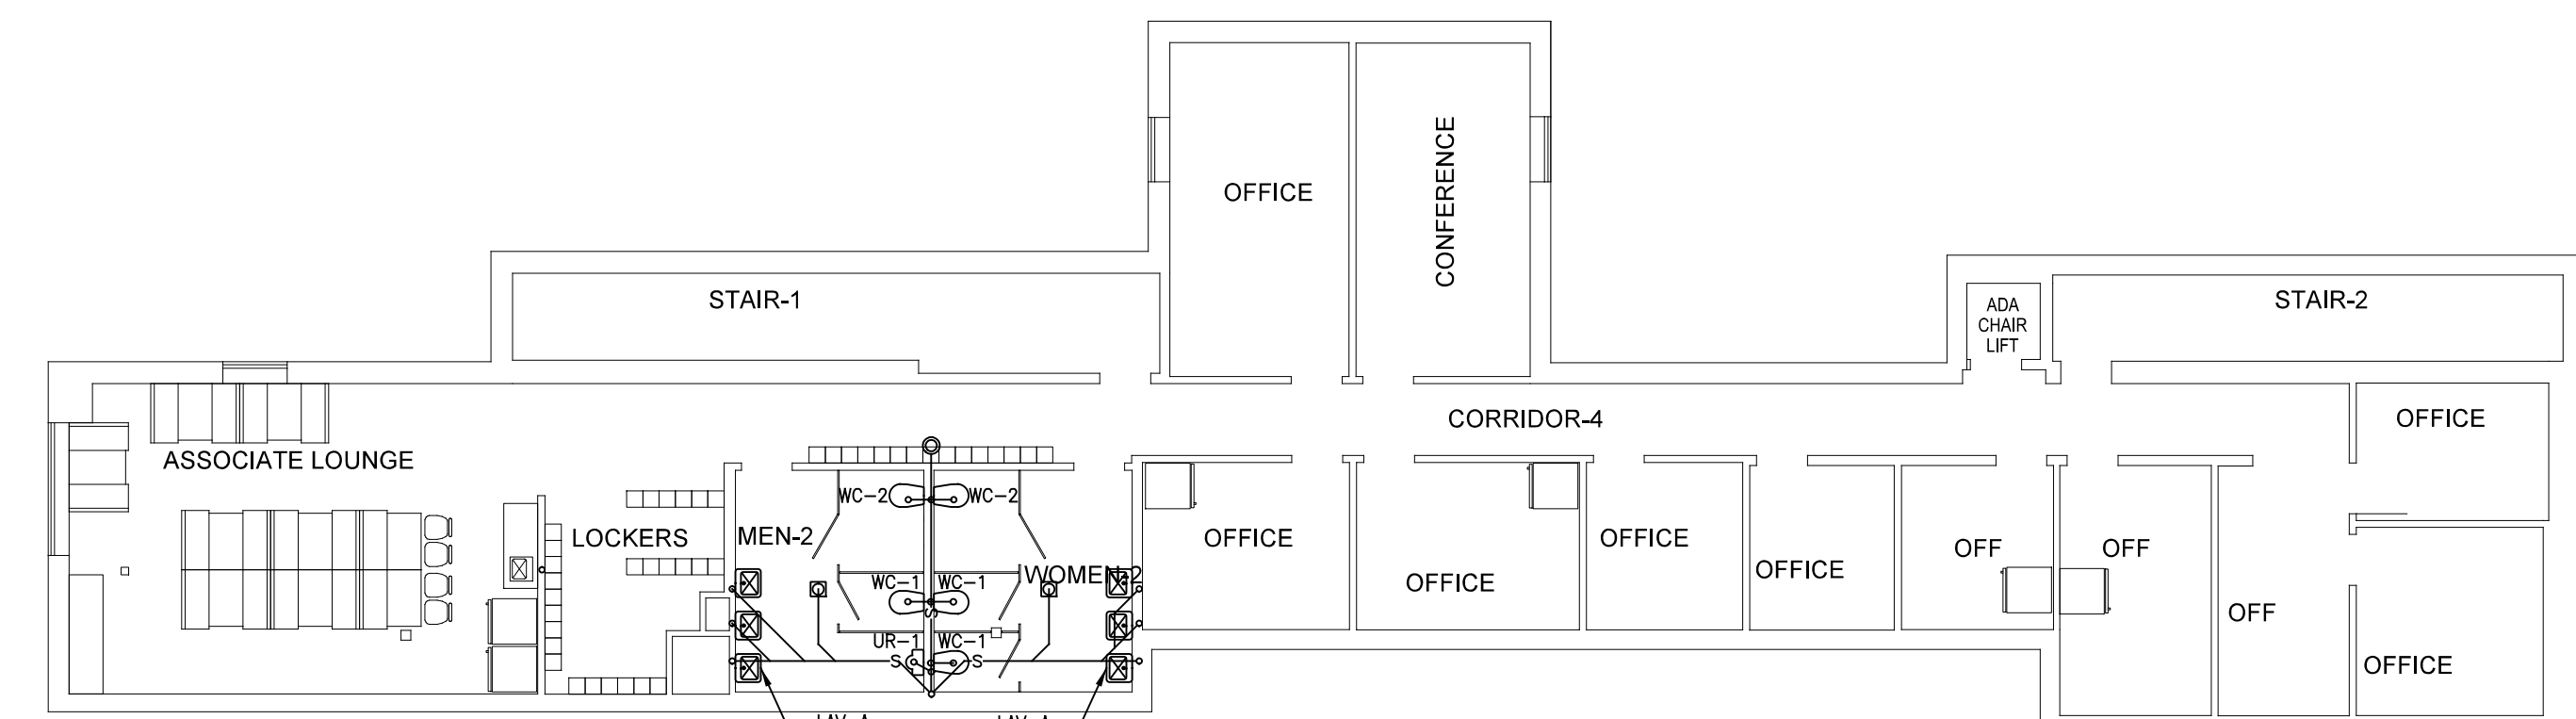 OFFICE
CONFERENCE
STAIR-1
ADA
CHAIR
LIFT
STAIR-2
CORRIDOR-4
OFFICE
ASSOCIATE LOUNGE
WC-2
WC-2
LOCKERS
MEN-2
OFFICE
OFFICE
OFF
OFF
WOMEN-2
WC-1
WC-1
OFFICE
OFFICE
S
OFF
UR-1
WC-1
S
S
OFFICE
LAV-A
LAV-A